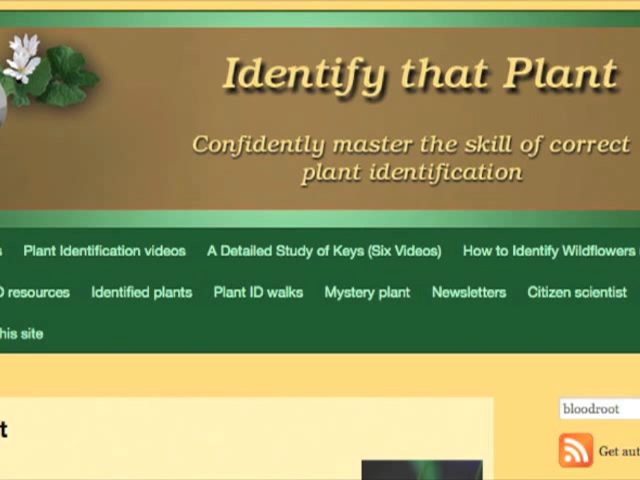 Identify that Plant
Confidently master the skill of correct
plant identification
s Plant Identification videos A Detailed Study of Keys (Six Videos) How to Identify Wildflowers
D resources Identified plants Plant ID walks Mystery plant Newsletters Citizen scientist
his site
bloodroot
t
Get aut